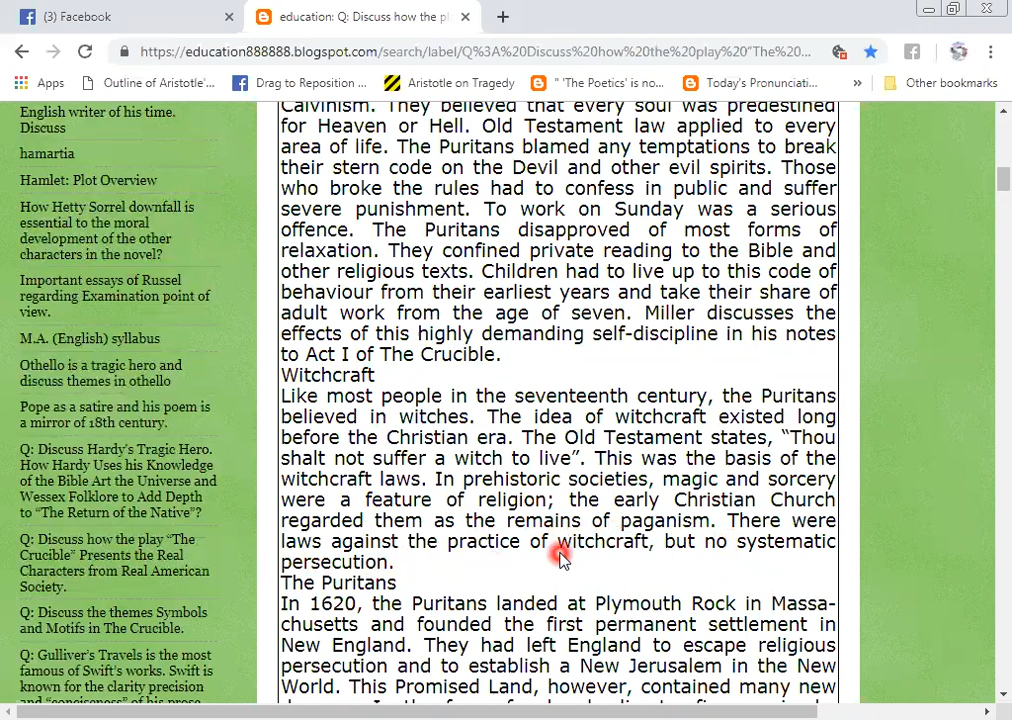 (3) Facebook
education: Q: Discuss how the pl
https://education888888.blogspot.com/search/label/Q%3A%20Discuss%20how%20the%20play%20“The%20...
Apps
Outline of Aristotle'...
Drag to Reposition ...
Aristotle on Tragedy
" 'The Poetics' is no...
Today's Pronunciati...
»
Other bookmarks
English writer of his time.
Discuss
hamartia
Hamlet: Plot Overview
How Hetty Sorrel downfall is
essential to the moral
development of the other
characters in the novel?
Important essays of Russel
regarding Examination point of
view.
M.A. (English) syllabus
Othello is a tragic hero and
discuss themes in othello
Pope as a satire and his poem is
a mirror of 18th century.
Q: Discuss Hardy's Tragic Hero.
How Hardy Uses his Knowledge
of the Bible Art the Universe and
Wessex Folklore to Add Depth
to “The Return of the Native”?
Q: Discuss how the play “The
Crucible” Presents the Real
Characters from Real American
Society.
Q: Discuss the themes Symbols
and Motifs in The Crucible.
Q: Gulliver's Travels is the most
famous of Swift's works. Swift is
known for the clarity precision
and “conciseness” of his prose
Calvinism. They believed that every soul was predestined
for Heaven or Hell. Old Testament law applied to every
area of life. The Puritans blamed any temptations to break
their stern code on the Devil and other evil spirits. Those
who broke the rules had to confess in public and suffer
severe punishment. To work on Sunday was a serious
offence. The Puritans disapproved of most forms of
relaxation. They confined private reading to the Bible and
other religious texts. Children had to live up to this code of
behaviour from their earliest years and take their share of
adult work from the age of seven. Miller discusses the
effects of this highly demanding self-discipline in his notes
to Act I of The Crucible.
Witchcraft
Like most people in the seventeenth century, the Puritans
believed in witches. The idea of witchcraft existed long
before the Christian era. The Old Testament states, “Thou
shalt not suffer a witch to live”. This was the basis of the
witchcraft laws. In prehistoric societies, magic and sorcery
were a feature of religion; the early Christian Church
regarded them as the remains of paganism. There were
laws against the practice of witchcraft, but no systematic
persecution.
The Puritans
In 1620, the Puritans landed at Plymouth Rock in Massa-
chusetts and founded the first permanent settlement in
New England. They had left England to escape religious
persecution and to establish a New Jerusalem in the New
World. This Promised Land, however, contained many new